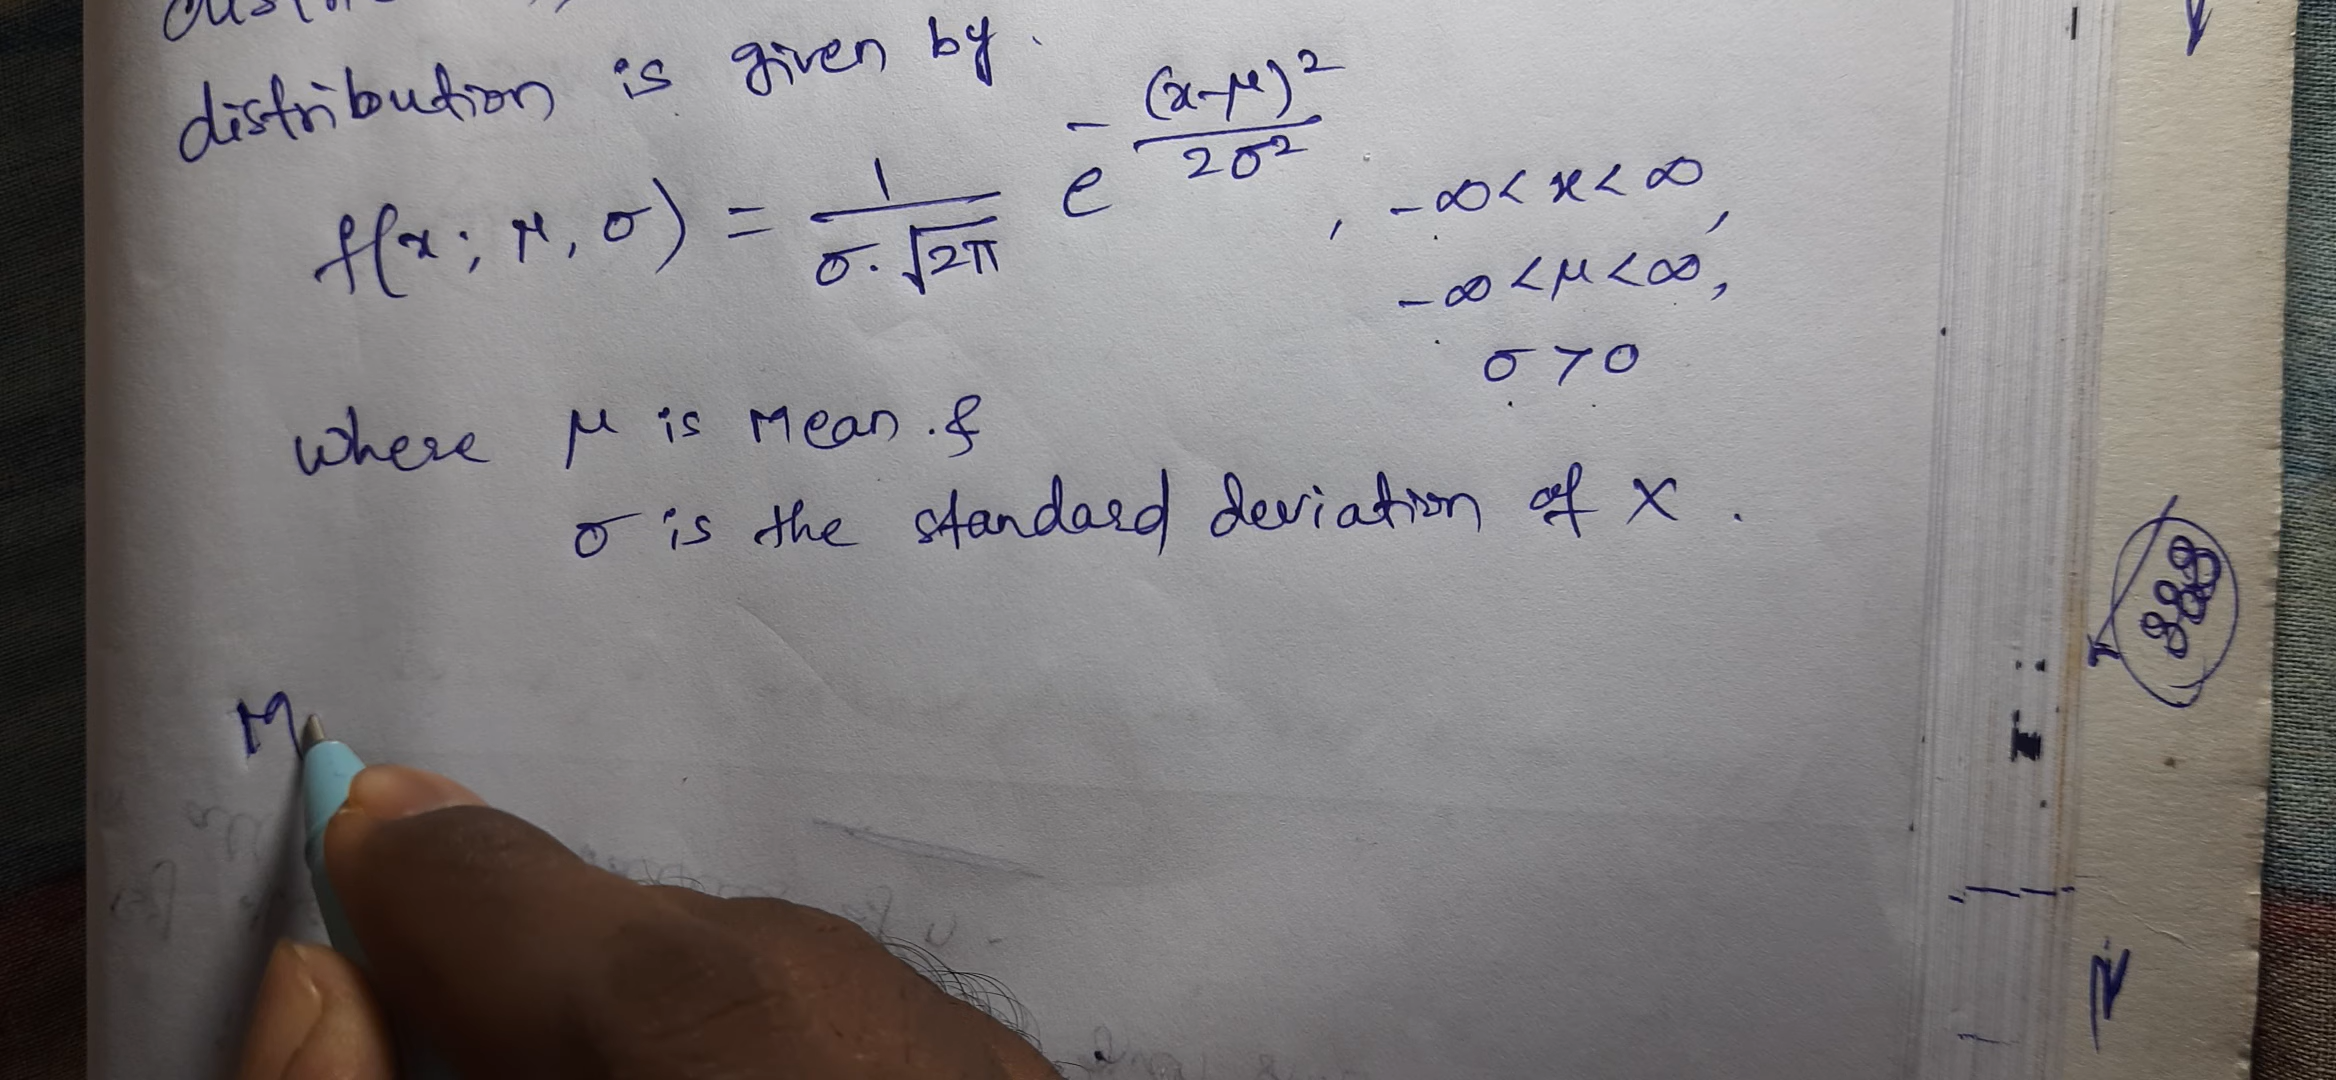 distribution is given by.
f(x; μ, σ) = 1/(σ·√2π) e^(-(x-μ)²/2σ²), -∞<x<∞,
-∞<μ<∞,
σ>0
where μ is Mean. &
σ is the standard deviation of X.
M